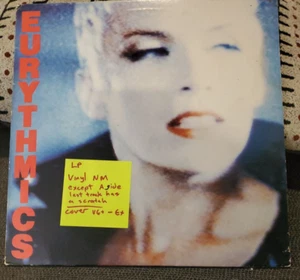 EURYTHMICS
LP
Vinyl NM
except A side
last track has
a scratch
cover VG+ - Ex